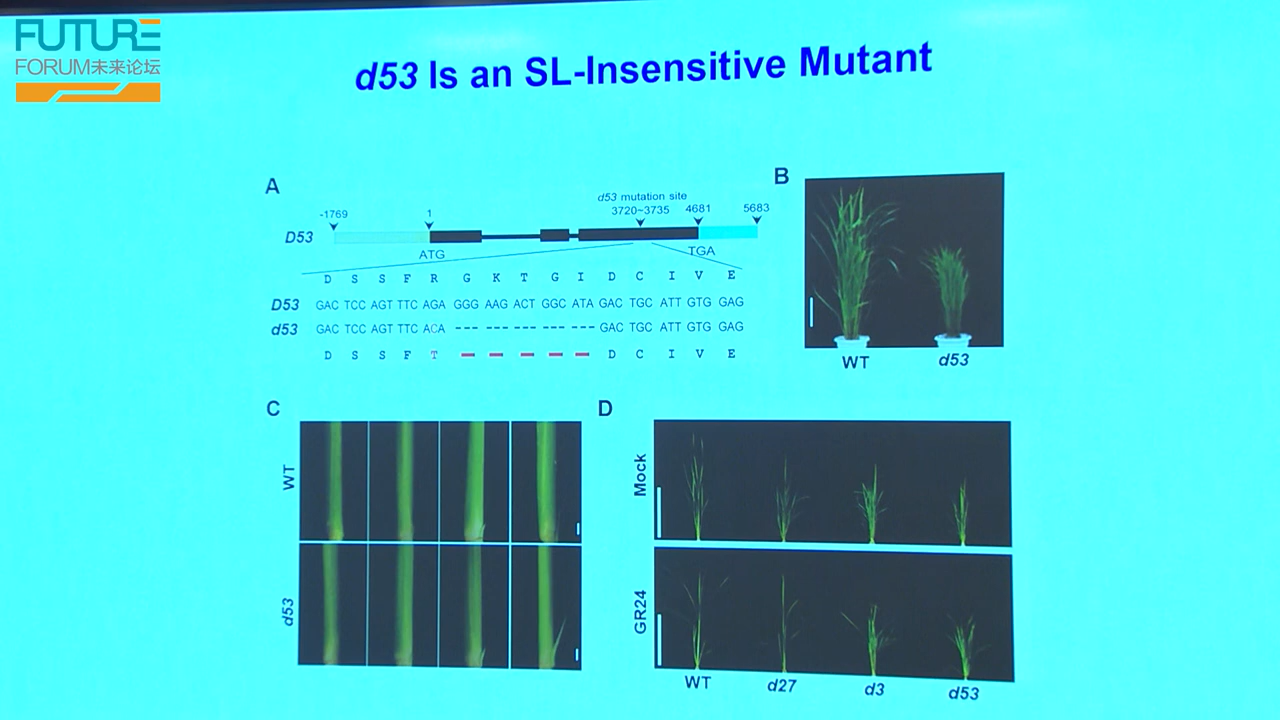 FUTURE
FORUM未来论坛
d53 Is an SL-Insensitive Mutant
A
d53 mutation site
-1769 1 3720~3735 4681 5683
D53
ATG TGA
D S S F R G K T G I D C I V E
D53 GAC TCC AGT TTC AGA GGG AAG ACT GGC ATA GAC TGC ATT GTG GAG
d53 GAC TCC AGT TTC ACA --- --- --- --- --- GAC TGC ATT GTG GAG
D S S F T – – – – – D C I V E
B
WT d53
C
WT
d53
D
Mock
GR24
WT d27 d3 d53